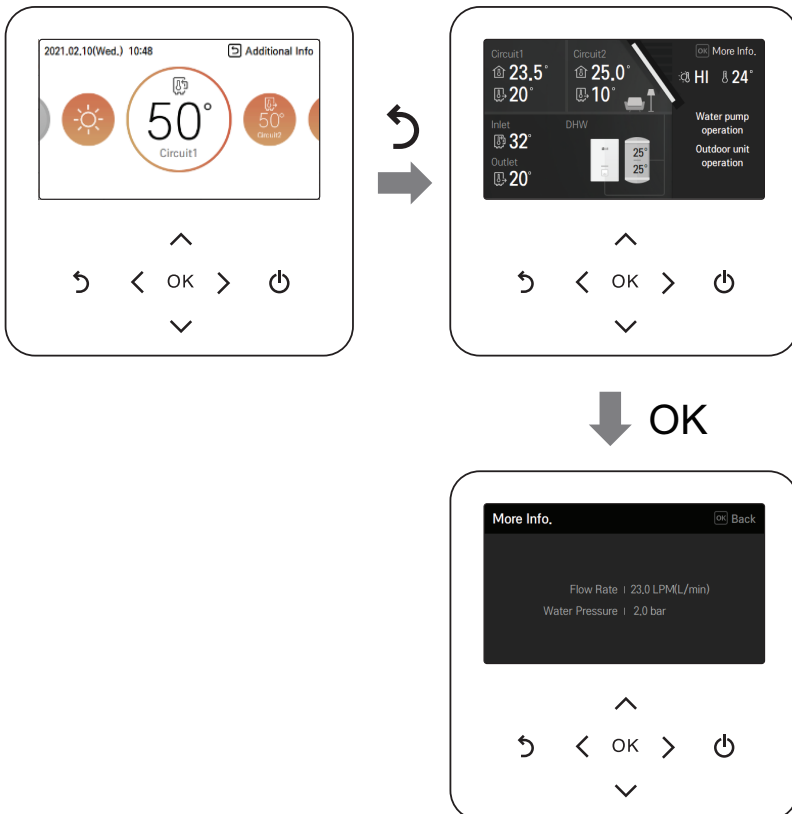 2021.02.10(Wed.) 10:48 Additional Info
50°
Circuit1
50°
Circuit2
OK
Circuit1
23.5°
20°
Circuit2
25.0°
10°
OK More Info.
HI 24°
Water pump
operation
Outdoor unit
operation
Inlet
32°
Outlet
20°
DHW
25°
25°
OK
OK
More Info. OK Back
Flow Rate | 23.0 LPM(L/min)
Water Pressure | 2.0 bar
OK